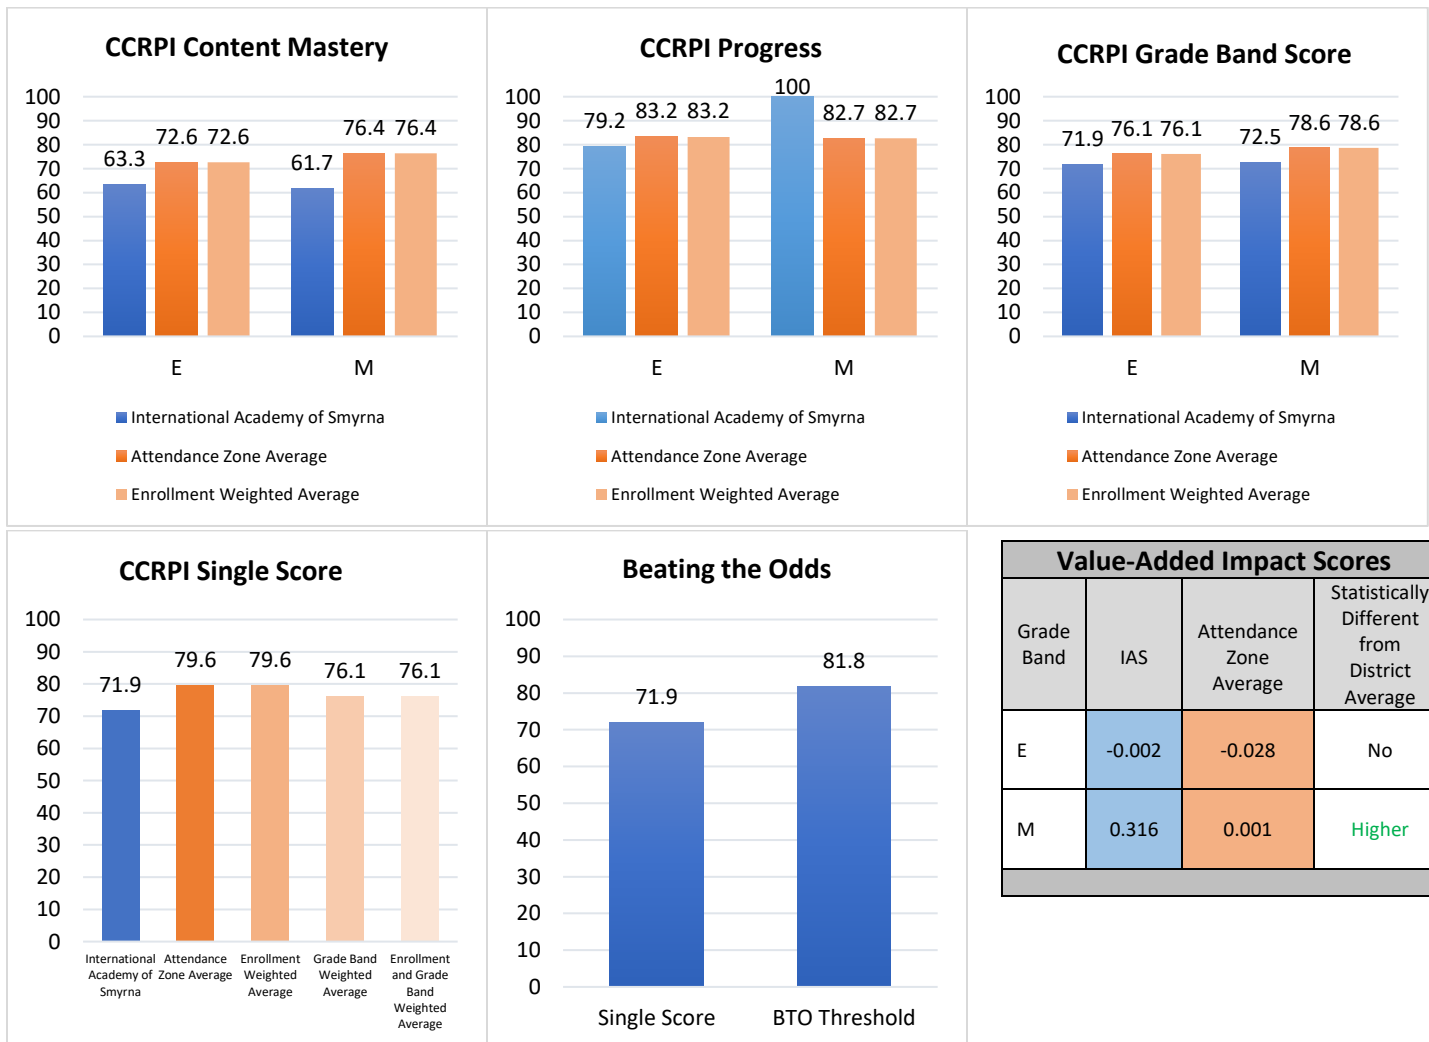 CCRPI Content Mastery
100
90
80
70
60
50
40
30
20
10
0
63.3
72.6
72.6
61.7
76.4
76.4
E
M
International Academy of Smyrna
Attendance Zone Average
Enrollment Weighted Average
CCRPI Progress
100
90
80
70
60
50
40
30
20
10
0
79.2
83.2
83.2
100
82.7
82.7
E
M
International Academy of Smyrna
Attendance Zone Average
Enrollment Weighted Average
CCRPI Grade Band Score
100
90
80
70
60
50
40
30
20
10
0
71.9
76.1
76.1
72.5
78.6
78.6
E
M
International Academy of Smyrna
Attendance Zone Average
Enrollment Weighted Average
CCRPI Single Score
100
90
80
70
60
50
40
30
20
10
0
71.9
79.6
79.6
76.1
76.1
International
Academy of
Smyrna
Attendance
Zone Average
Enrollment
Weighted
Average
Grade Band
Weighted
Average
Enrollment
and Grade
Band
Weighted
Average
Beating the Odds
100
90
80
70
60
50
40
30
20
10
0
71.9
81.8
Single Score
BTO Threshold
Value-Added Impact Scores
Grade
Band
IAS
Attendance
Zone
Average
Statistically
Different
from
District
Average
E
-0.002
-0.028
No
M
0.316
0.001
Higher